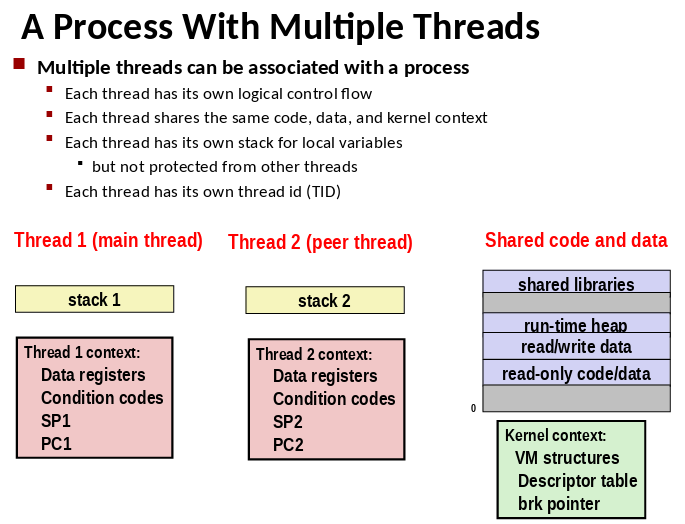 A Process With Multiple Threads
Multiple threads can be associated with a process
Each thread has its own logical control flow
Each thread shares the same code, data, and kernel context
Each thread has its own stack for local variables
but not protected from other threads
Each thread has its own thread id (TID)
Thread 1 (main thread)
Thread 2 (peer thread)
Shared code and data
stack 1
stack 2
shared libraries
run-time heap
read/write data
read-only code/data
0
Thread 1 context:
Data registers
Condition codes
SP1
PC1
Thread 2 context:
Data registers
Condition codes
SP2
PC2
Kernel context:
VM structures
Descriptor table
brk pointer